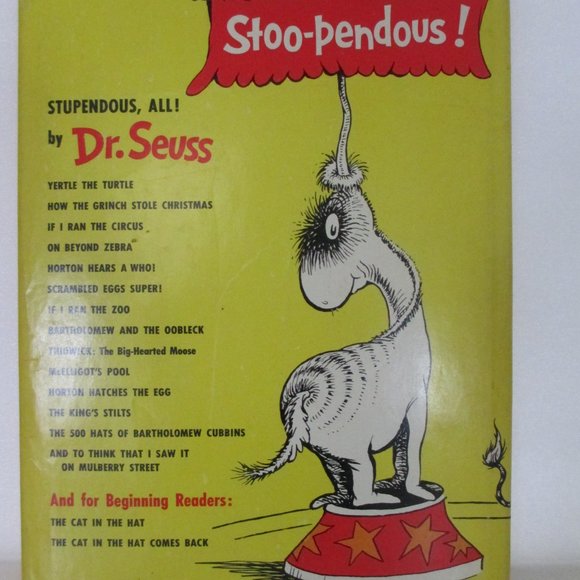 Stoo-pendous!
STUPENDOUS, ALL!
by Dr. Seuss
YERTLE THE TURTLE
HOW THE GRINCH STOLE CHRISTMAS
IF I RAN THE CIRCUS
ON BEYOND ZEBRA
HORTON HEARS A WHO!
SCRAMBLED EGGS SUPER!
IF I RAN THE ZOO
BARTHOLOMEW AND THE OOBLECK
THIDWICK: The Big-Hearted Moose
McELLIGOT'S POOL
HORTON HATCHES THE EGG
THE KING'S STILTS
THE 500 HATS OF BARTHOLOMEW CUBBINS
AND TO THINK THAT I SAW IT
ON MULBERRY STREET
And for Beginning Readers:
THE CAT IN THE HAT
THE CAT IN THE HAT COMES BACK